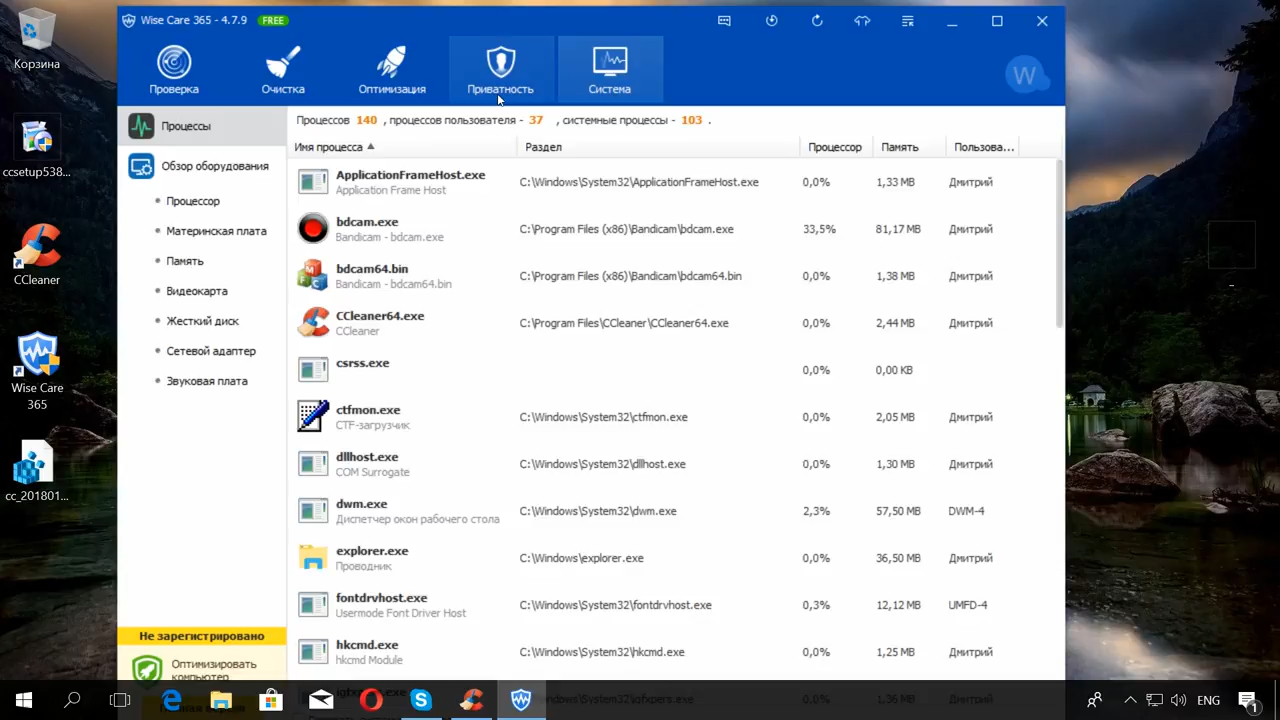 Wise Care 365 - 4.7.9 FREE
Проверка
Очистка
Оптимизация
Приватность
Система
W
Процессы
Обзор оборудования
Процессор
Материнская плата
Память
Видеокарта
Жесткий диск
Сетевой адаптер
Звуковая плата
Не зарегистрировано
Оптимизировать
компьютер
Процессов 140 , процессов пользователя - 37 , системные процессы - 103 .
Имя процесса Раздел Процессор Память Пользова...
ApplicationFrameHost.exe C:\Windows\System32\ApplicationFrameHost.exe 0,0% 1,33 MB Дмитрий
Application Frame Host
bdcam.exe C:\Program Files (x86)\Bandicam\bdcam.exe 33,5% 81,17 MB Дмитрий
Bandicam - bdcam.exe
bdcam64.bin C:\Program Files (x86)\Bandicam\bdcam64.bin 0,0% 1,38 MB Дмитрий
Bandicam - bdcam64.bin
CCleaner64.exe C:\Program Files\CCleaner\CCleaner64.exe 0,0% 2,44 MB Дмитрий
CCleaner
csrss.exe 0,0% 0,00 KB
ctfmon.exe C:\Windows\System32\ctfmon.exe 0,0% 2,05 MB Дмитрий
CTF-загрузчик
dllhost.exe C:\Windows\System32\dllhost.exe 0,0% 1,30 MB Дмитрий
COM Surrogate
dwm.exe C:\Windows\System32\dwm.exe 2,3% 57,50 MB DWM-4
Диспетчер окон рабочего стола
explorer.exe C:\Windows\explorer.exe 0,0% 36,50 MB Дмитрий
Проводник
fontdrvhost.exe C:\Windows\System32\fontdrvhost.exe 0,3% 12,12 MB UMFD-4
Usermode Font Driver Host
hkcmd.exe C:\Windows\System32\hkcmd.exe 0,0% 1,25 MB Дмитрий
hkcmd Module
Корзина
ccsetup538...
CCleaner
Wise Care
365
cc_201801...
ENG
1